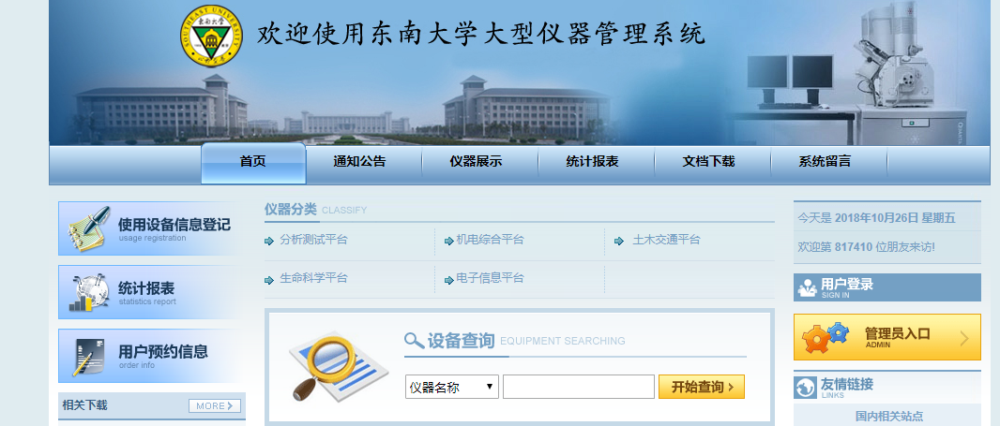 SOUTHEAST UNIVERSITY
欢迎使用东南大学大型仪器管理系统
首页
通知公告
仪器展示
统计报表
文档下载
系统留言
使用设备信息登记
usage registration
统计报表
statistics report
用户预约信息
order info
相关下载
MORE
仪器分类 CLASSIFY
分析测试平台
机电综合平台
土木交通平台
生命科学平台
电子信息平台
设备查询 EQUIPMENT SEARCHING
仪器名称
开始查询
今天是 2018年10月26日 星期五
欢迎第 817410 位朋友来访!
用户登录
SIGN IN
管理员入口
ADMIN
友情链接
LINKS
国内相关站点